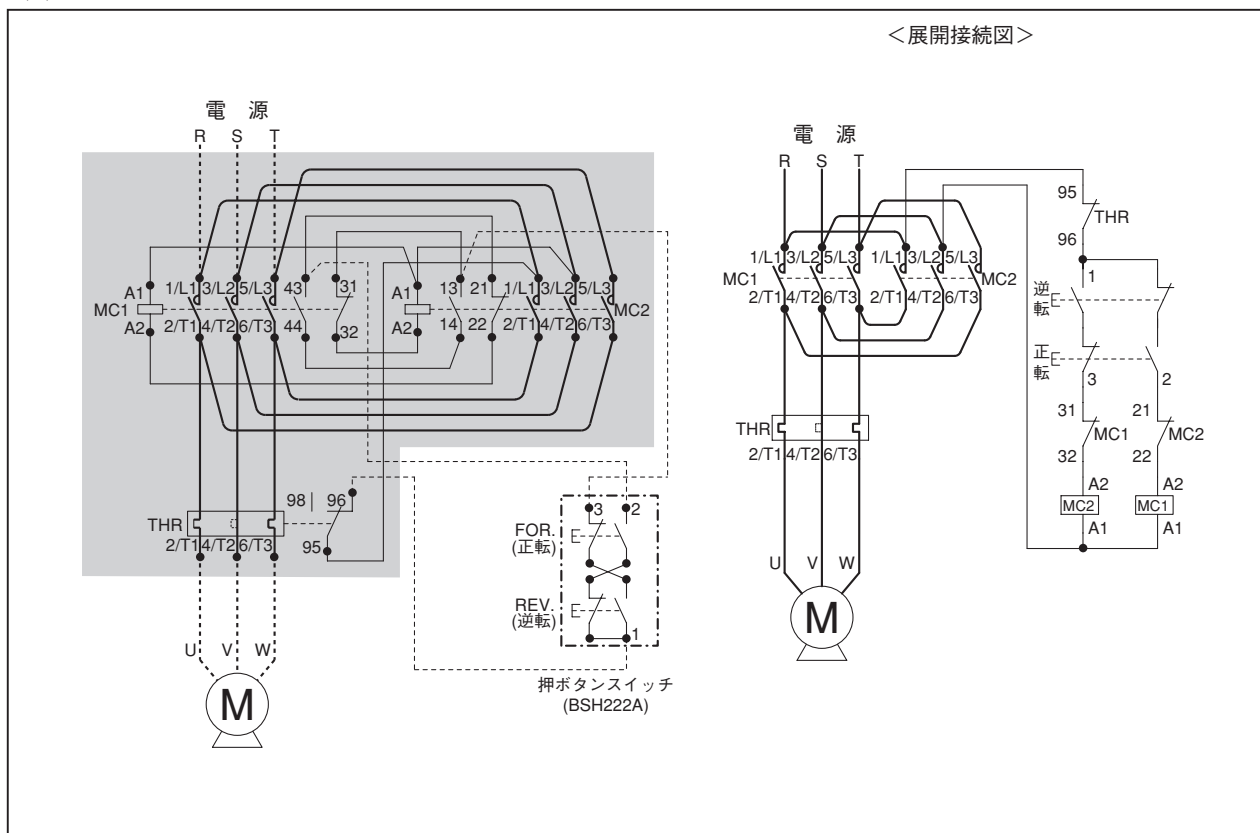 ＜展開接続図＞
電 源
R S T
A1 1/L1 3/L2 5/L3 43 31 A1 13 21 1/L1 3/L2 5/L3
MC1 MC2
A2 2/T1 4/T2 6/T3 44 32 A2 14 22 2/T1 4/T2 6/T3
98 96
THR
2/T1 4/T2 6/T3 95
U V W
M
3 2
FOR.
(正転)
REV.
(逆転)
1
押ボタンスイッチ
(BSH222A)
電 源
R S T
1/L1 3/L2 5/L3 1/L1 3/L2 5/L3
MC1 MC2
2/T1 4/T2 6/T3 2/T1 4/T2 6/T3
THR
2/T1 4/T2 6/T3
U V W
M
95
THR
96
1
逆転
正転
3 2
31 21
MC1 MC2
32 22
A2 A2
MC2 MC1
A1 A1